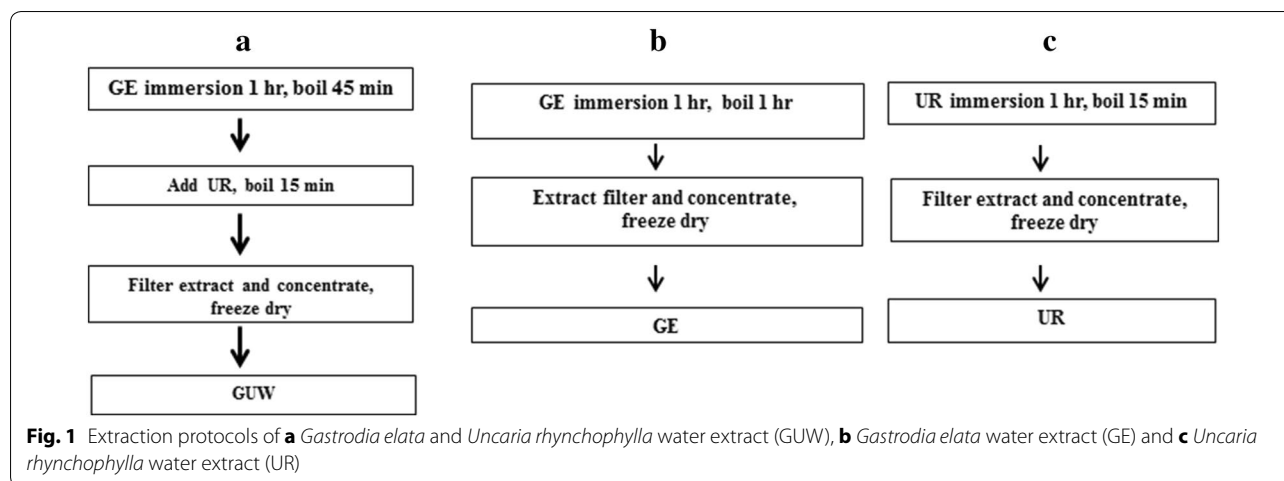 a
GE immersion 1 hr, boil 45 min
Add UR, boil 15 min
Filter extract and concentrate,
freeze dry
GUW
b
GE immersion 1 hr, boil 1 hr
Extract filter and concentrate,
freeze dry
GE
c
UR immersion 1 hr, boil 15 min
Filter extract and concentrate,
freeze dry
UR
Fig. 1 Extraction protocols of a Gastrodia elata and Uncaria rhynchophylla water extract (GUW), b Gastrodia elata water extract (GE) and c Uncaria
rhynchophylla water extract (UR)